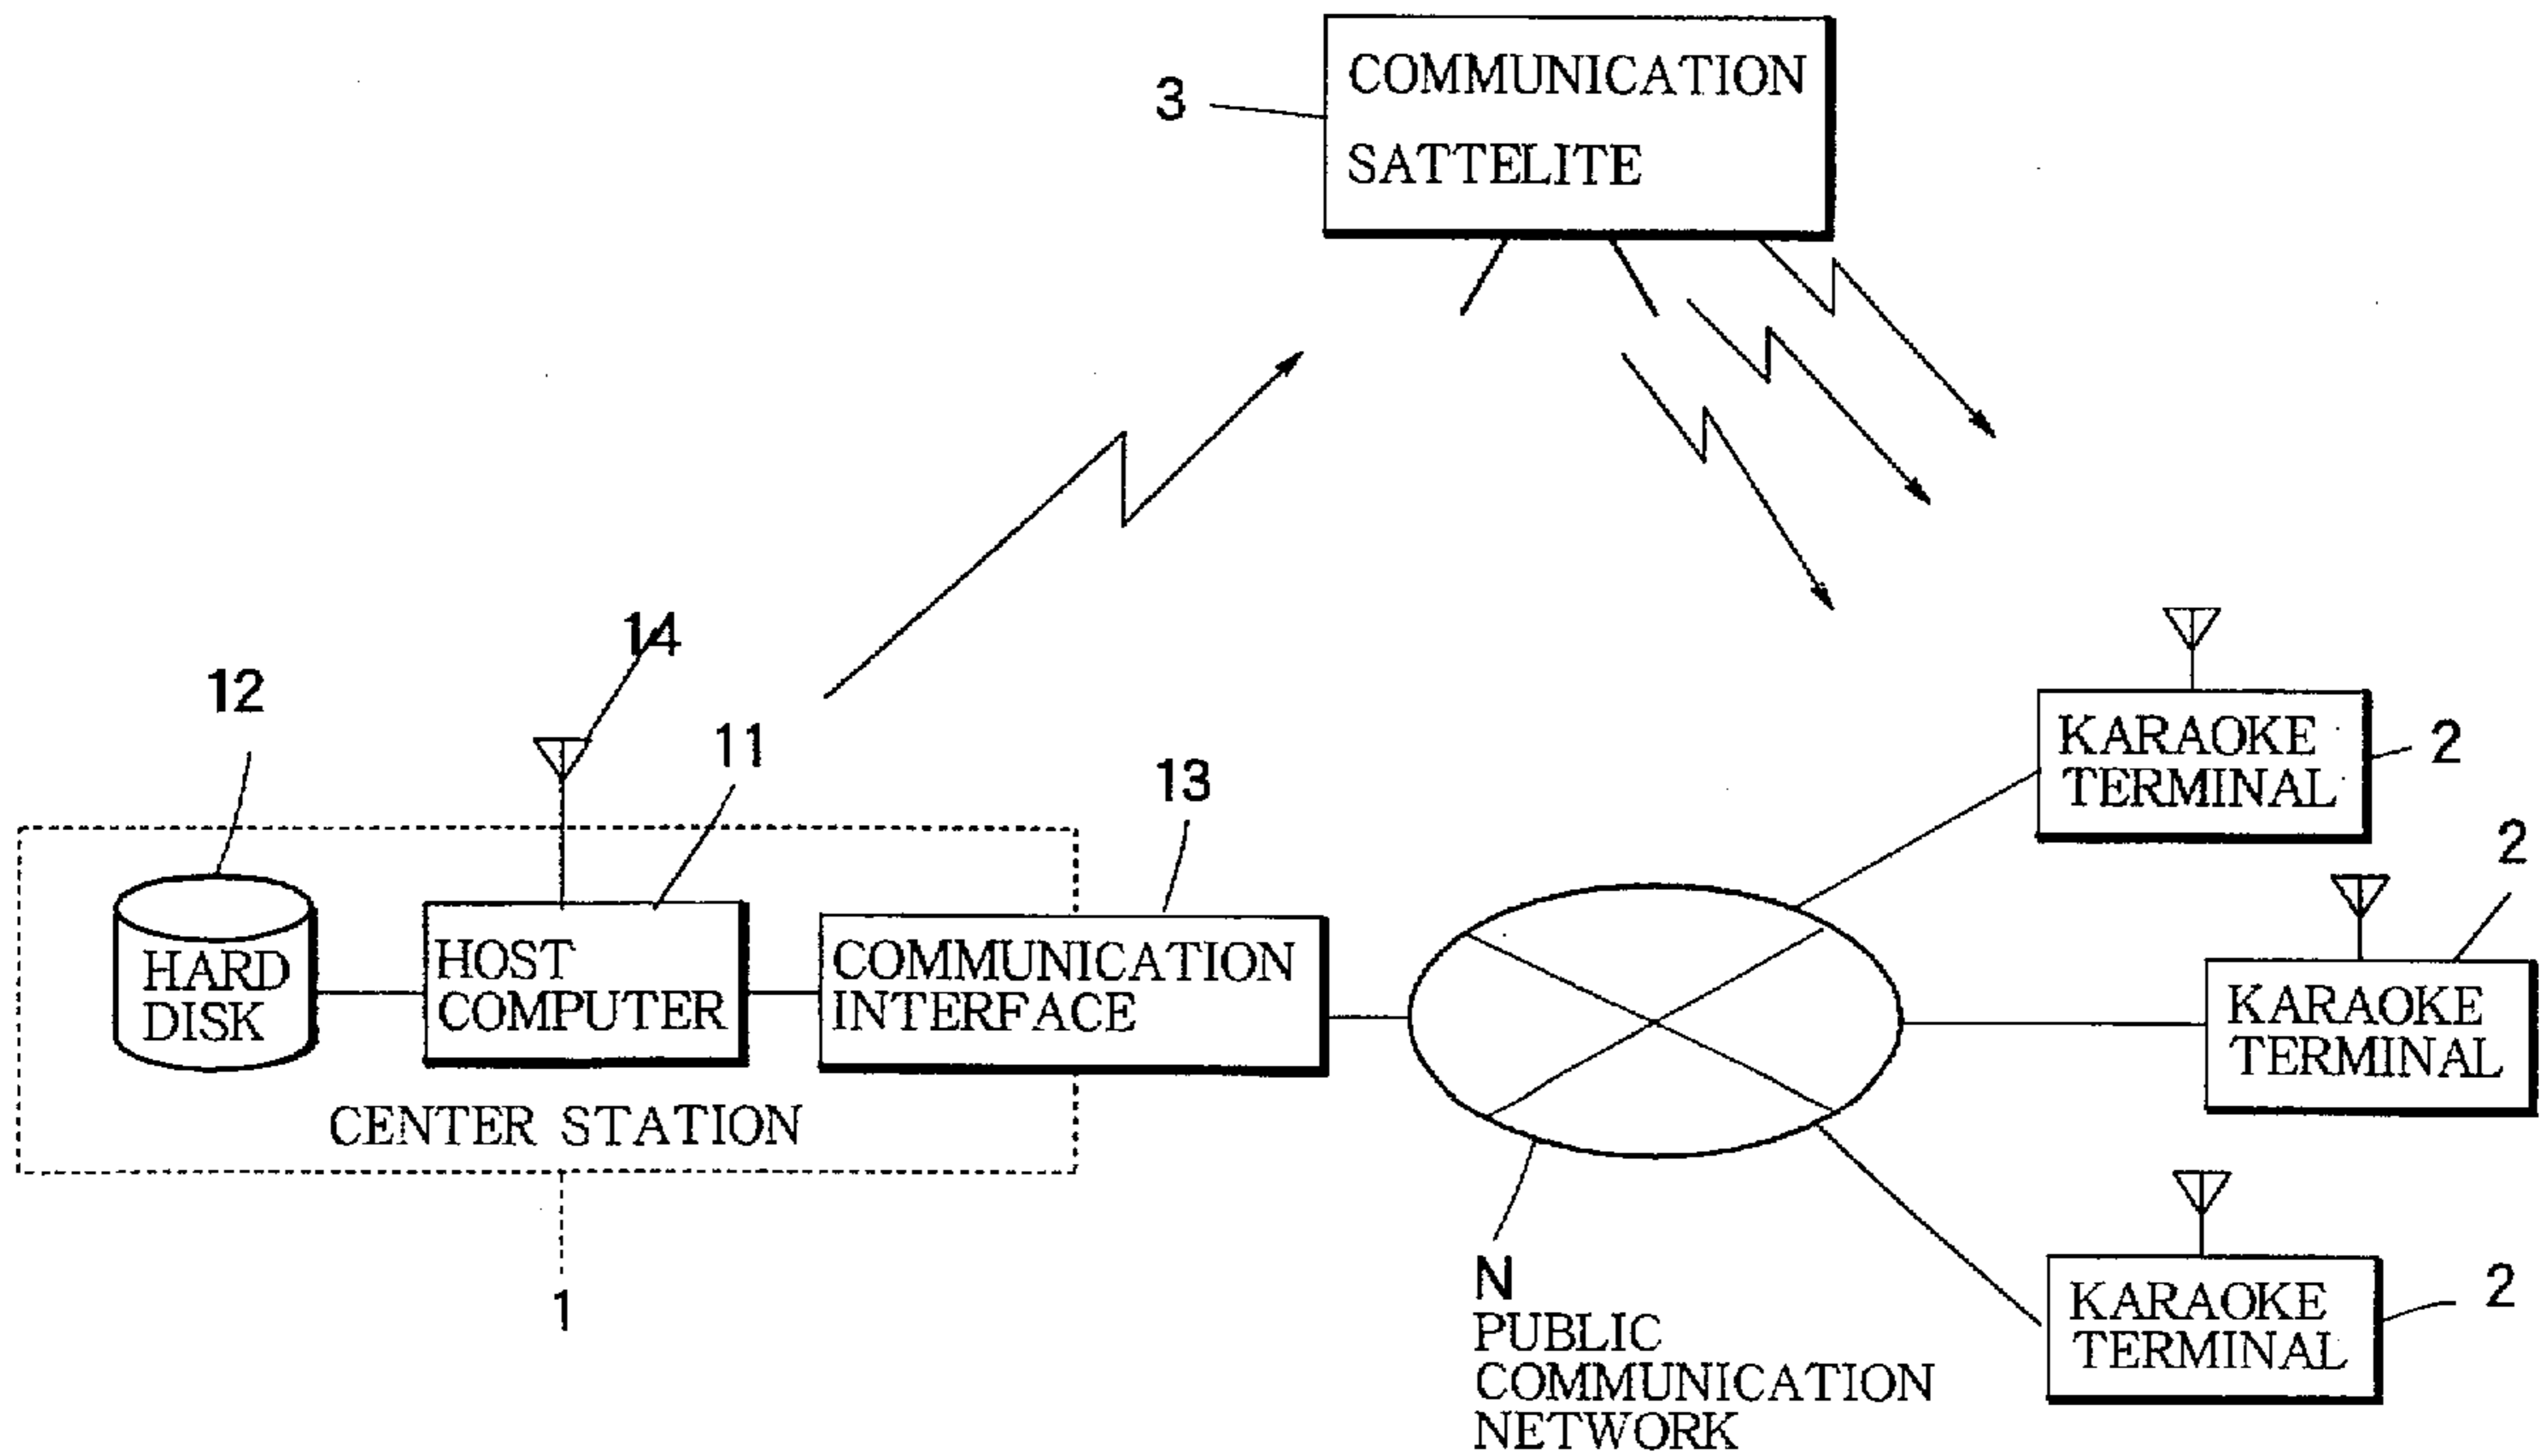 COMMUNICATION
SATTELITE
3
14
12
11
13
KARAOKE
TERMINAL
2
2
HARD
DISK
HOST
COMPUTER
COMMUNICATION
INTERFACE
KARAOKE
TERMINAL
CENTER STATION
1
N
PUBLIC
COMMUNICATION
NETWORK
KARAOKE
TERMINAL
2